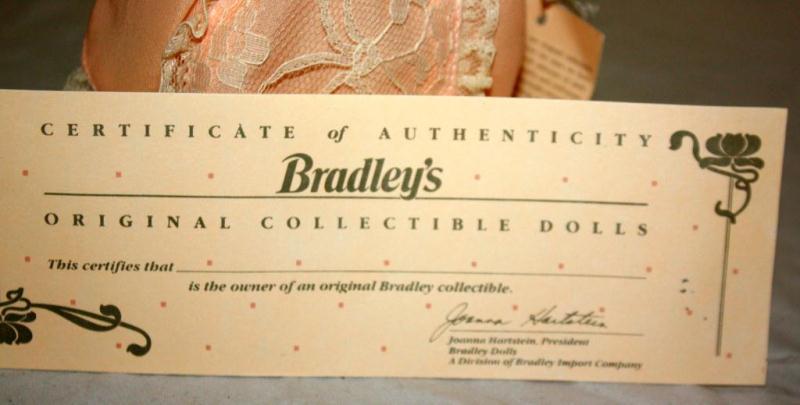 CERTIFICATE of AUTHENTICITY
Bradley's
ORIGINAL COLLECTIBLE DOLLS
This certifies that
is the owner of an original Bradley collectible.
Joanna Hartstein
Joanna Hartstein, President
Bradley Dolls
A Division of Bradley Import Company